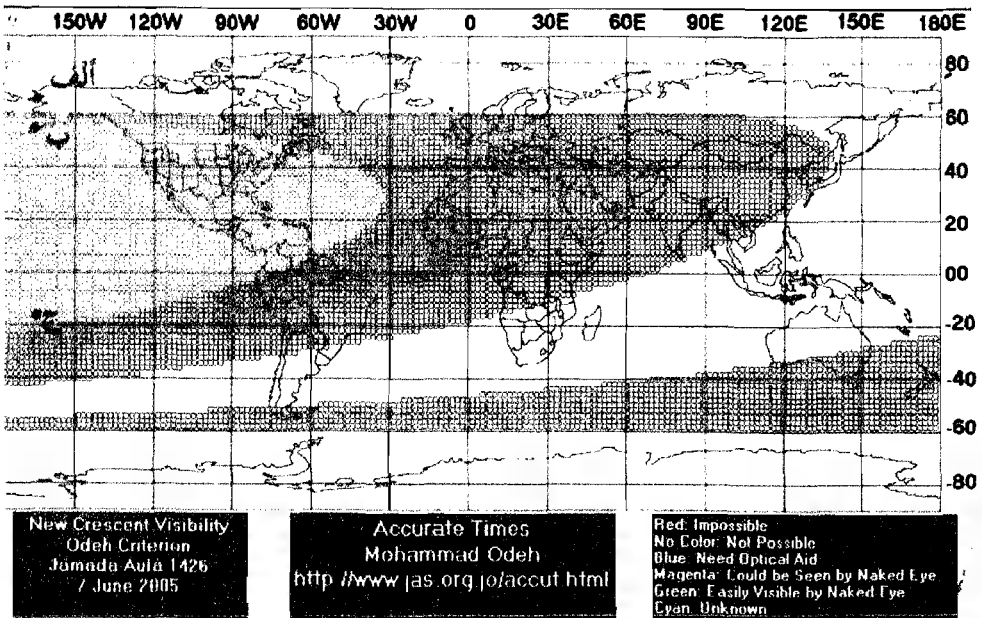 150W 120W 90W 60W 30W 0 30E 60E 90E 120E 150E 180E
ألف
80
60
ب
40
20
00
-20
-40
-60
-80
New Crescent Visibility
Odeh Criterion
Jamada Aula 1426
7 June 2005
Accurate Times
Mohammad Odeh
http://www.jas.org.jo/accut.html
Red: Impossible
No Color: Not Possible
Blue: Need Optical Aid
Magenta: Could be Seen by Naked Eye
Green: Easily Visible by Naked Eye
Cyan: Unknown